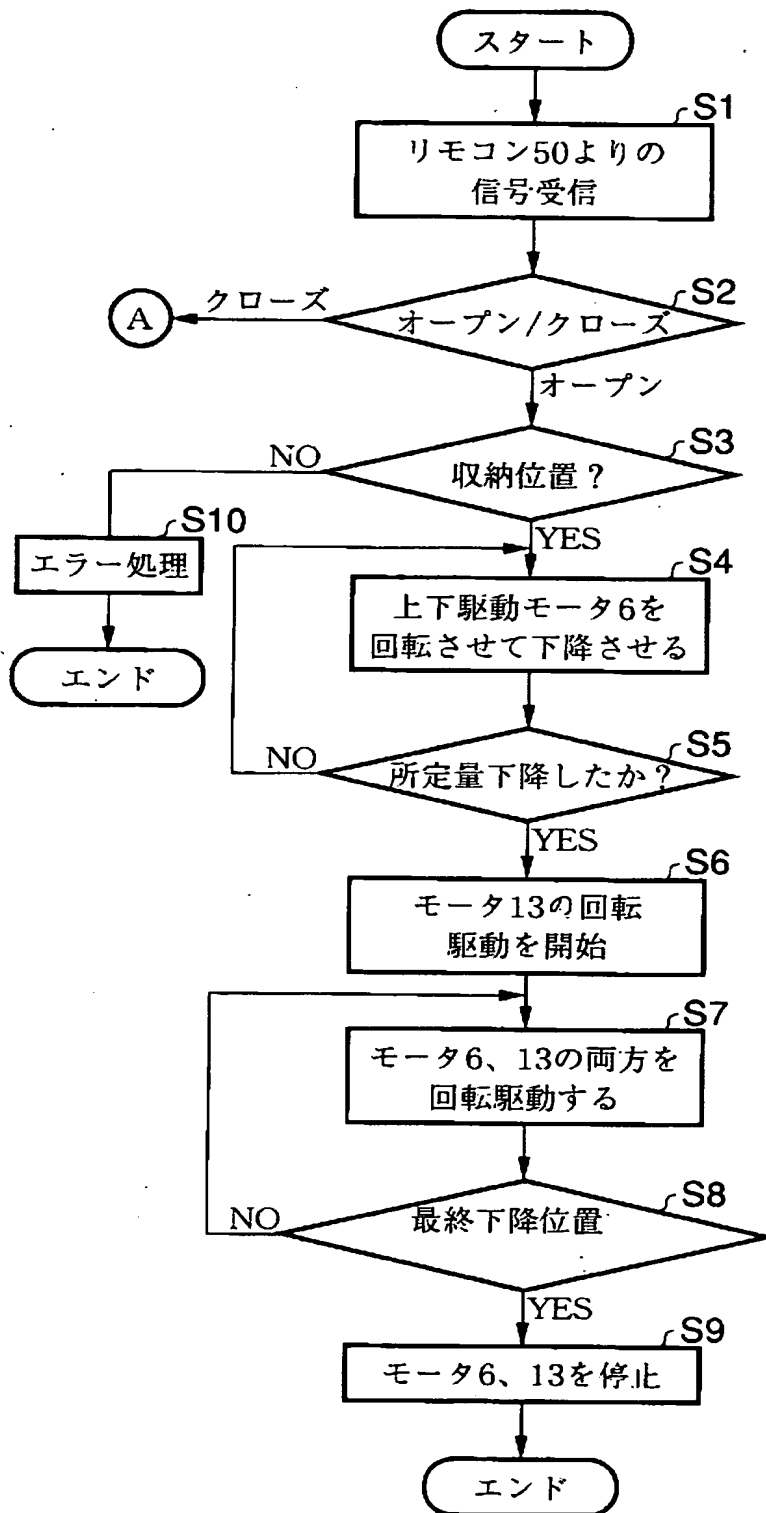 スタート
S1
リモコン50よりの
信号受信
S2
オープン/クローズ
クローズ
A
オープン
S3
収納位置?
NO
YES
S10
エラー処理
エンド
S4
上下駆動モータ6を
回転させて下降させる
S5
所定量下降したか?
NO
YES
S6
モータ13の回転
駆動を開始
S7
モータ6、13の両方を
回転駆動する
S8
最終下降位置
NO
YES
S9
モータ6、13を停止
エンド